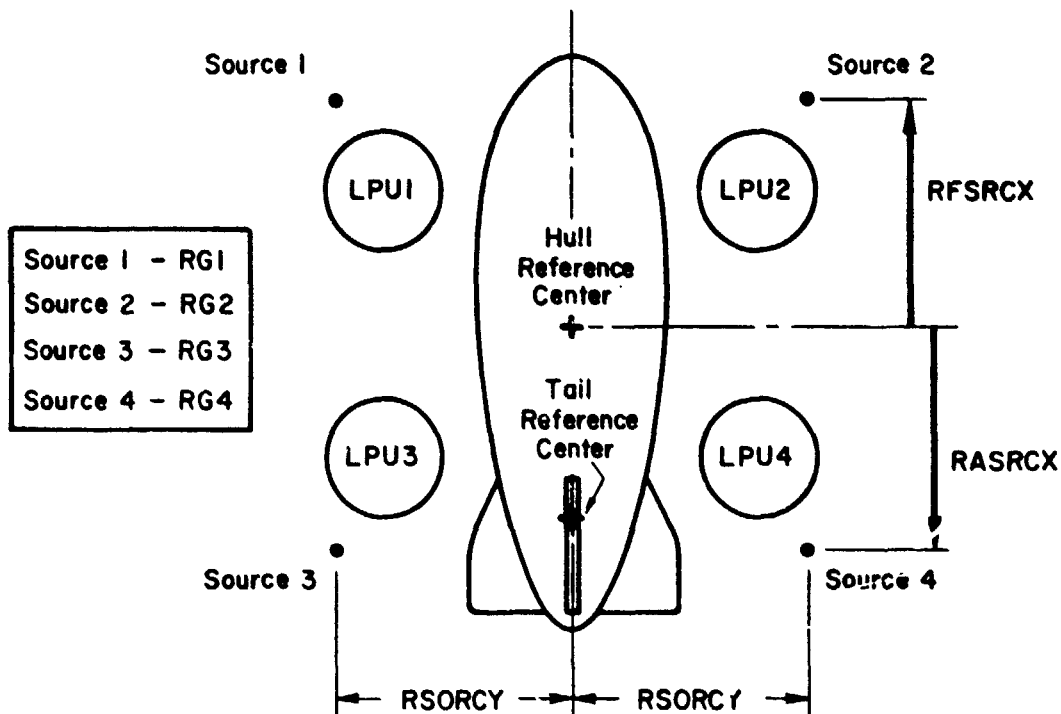 Source 1
Source 2
LPU1
LPU2
RFSRCX
Hull
Reference
Center
Source 1 - RG1
Source 2 - RG2
Source 3 - RG3
Source 4 - RG4
Tail
Reference
Center
LPU3
LPU4
RASRCX
Source 3
Source 4
RSORCY
RSORCY